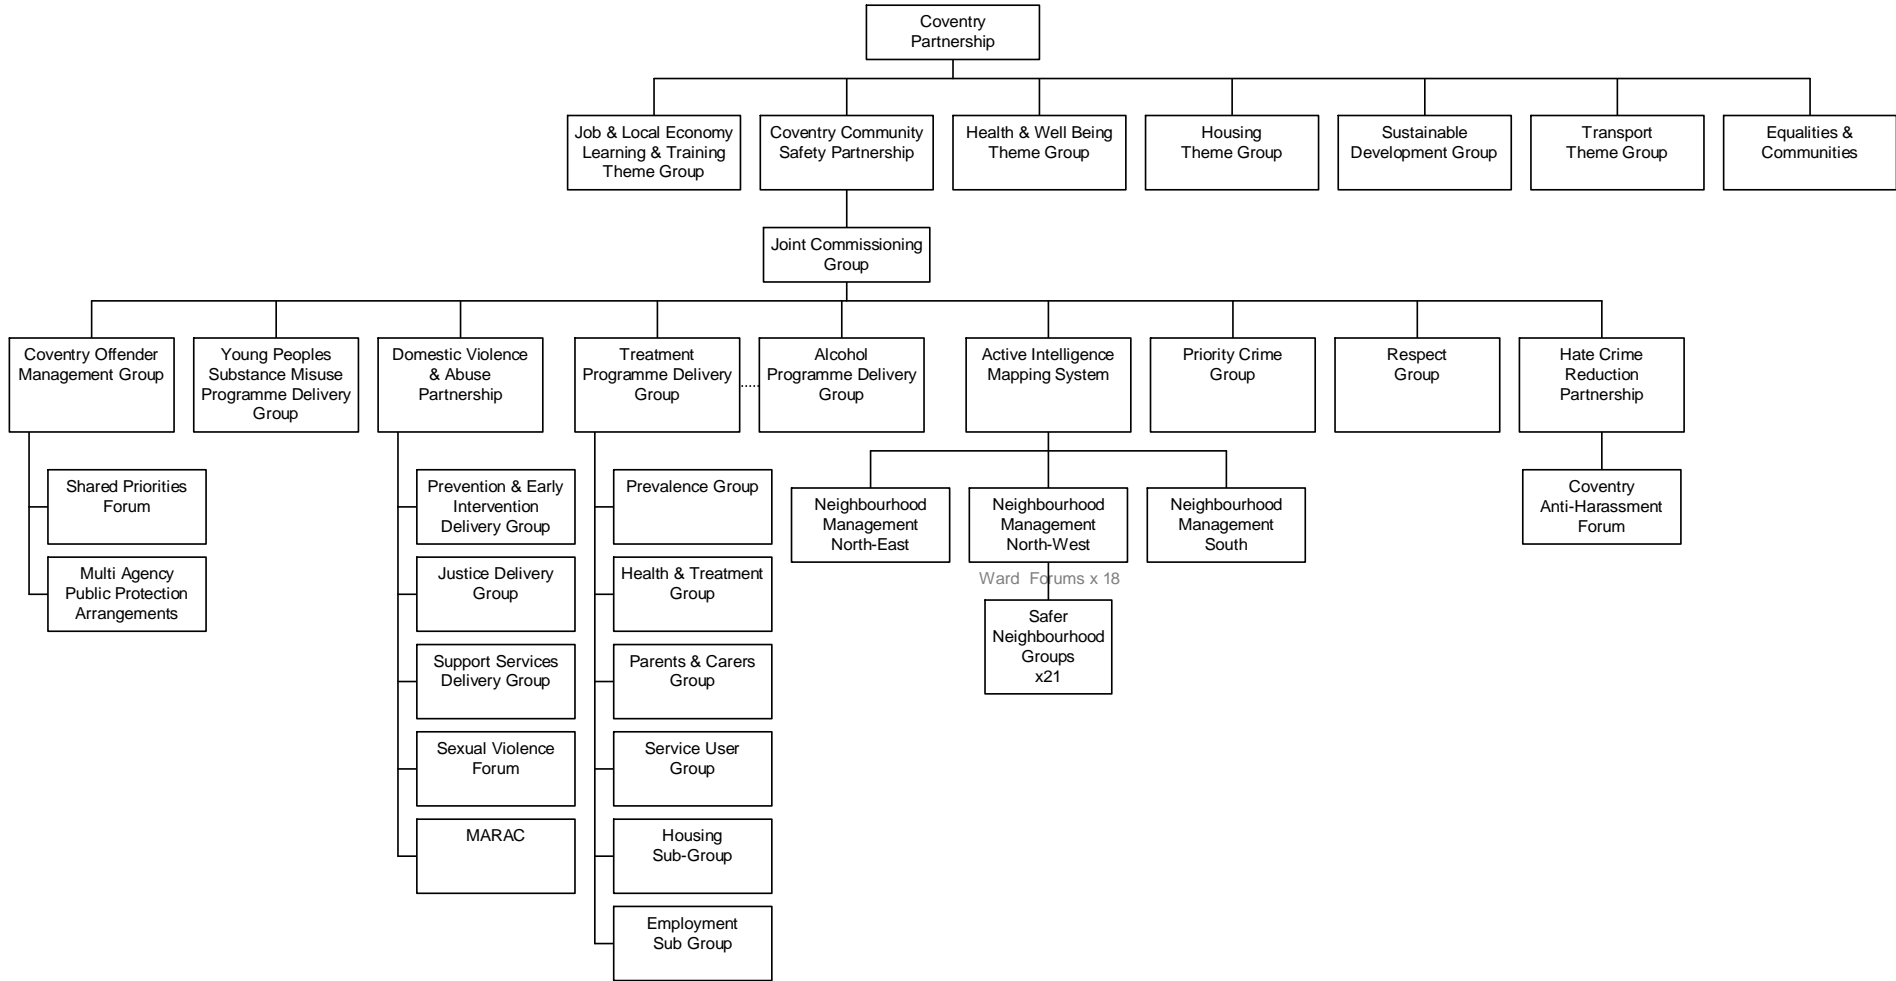 Coventry
Partnership
Job & Local Economy
Learning & Training
Theme Group
Coventry Community
Safety Partnership
Health & Well Being
Theme Group
Housing
Theme Group
Sustainable
Development Group
Transport
Theme Group
Equalities &
Communities
Joint Commissioning
Group
Coventry Offender
Management Group
Young Peoples
Substance Misuse
Programme Delivery
Group
Domestic Violence
& Abuse
Partnership
Treatment
Programme Delivery
Group
Alcohol
Programme Delivery
Group
Active Intelligence
Mapping System
Priority Crime
Group
Respect
Group
Hate Crime
Reduction
Partnership
Shared Priorities
Forum
Multi Agency
Public Protection
Arrangements
Prevention & Early
Intervention
Delivery Group
Justice Delivery
Group
Support Services
Delivery Group
Sexual Violence
Forum
MARAC
Prevalence Group
Health & Treatment
Group
Parents & Carers
Group
Service User
Group
Housing
Sub-Group
Employment
Sub Group
Neighbourhood
Management
North-East
Neighbourhood
Management
North-West
Neighbourhood
Management
South
Ward Forums x 18
Safer
Neighbourhood
Groups
x21
Coventry
Anti-Harassment
Forum